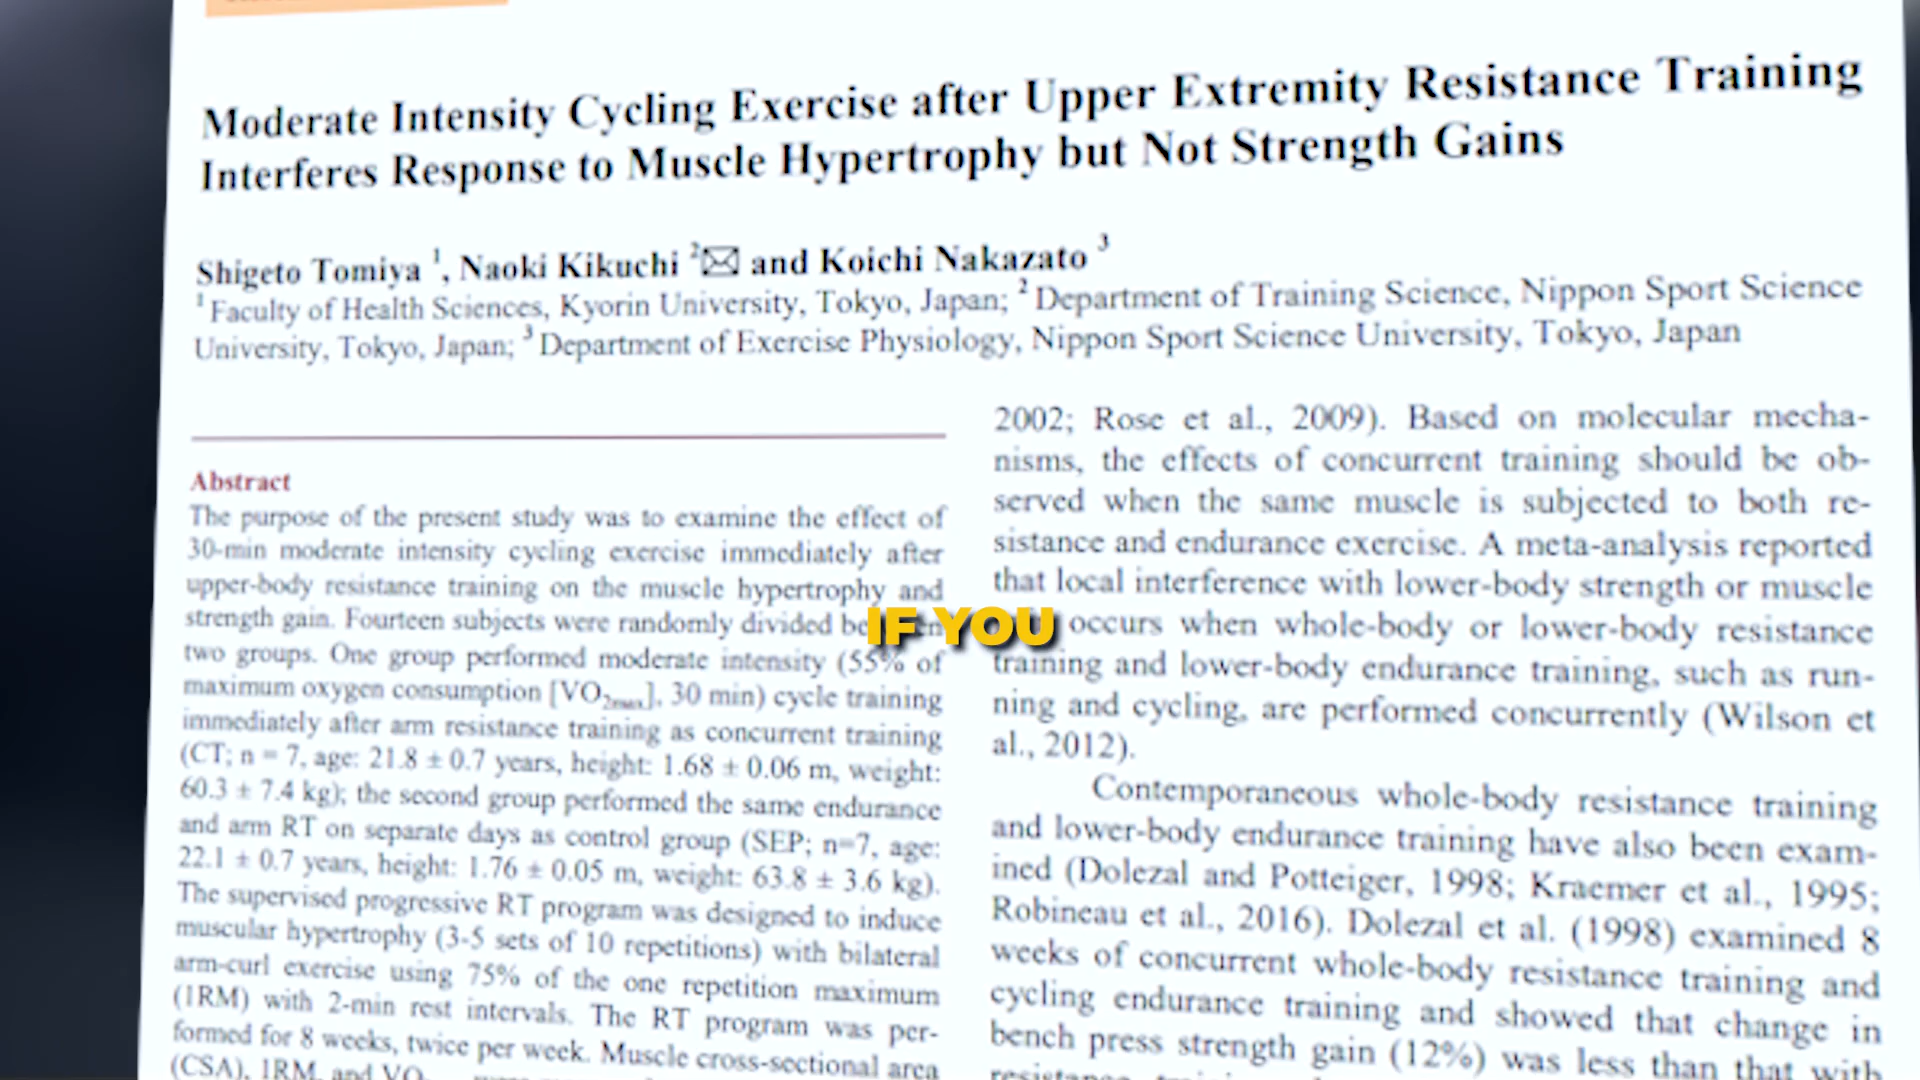 Moderate Intensity Cycling Exercise after Upper Extremity Resistance Training
Interferes Response to Muscle Hypertrophy but Not Strength Gains
Shigeto Tomiya 1, Naoki Kikuchi 2✉ and Koichi Nakazato 3
1 Faculty of Health Sciences, Kyorin University, Tokyo, Japan; 2 Department of Training Science, Nippon Sport Science
University, Tokyo, Japan; 3 Department of Exercise Physiology, Nippon Sport Science University, Tokyo, Japan
Abstract
The purpose of the present study was to examine the effect of
30-min moderate intensity cycling exercise immediately after
upper-body resistance training on the muscle hypertrophy and
strength gain. Fourteen subjects were randomly divided
two groups. One group performed moderate intensity (55% of
maximum oxygen consumption [VO2max], 30 min) cycle training
immediately after arm resistance training as concurrent training
(CT; n = 7, age: 21.8 ± 0.7 years, height: 1.68 ± 0.06 m, weight:
60.3 ± 7.4 kg); the second group performed the same endurance
and arm RT on separate days as control group (SEP; n=7, age:
22.1 ± 0.7 years, height: 1.76 ± 0.05 m, weight: 63.8 ± 3.6 kg).
The supervised progressive RT program was designed to induce
muscular hypertrophy (3-5 sets of 10 repetitions) with bilateral
arm-curl exercise using 75% of the one repetition maximum
(1RM) with 2-min rest intervals. The RT program was per-
formed for 8 weeks, twice per week. Muscle cross-sectional area
(CSA), 1RM, and
2002; Rose et al., 2009). Based on molecular mecha-
nisms, the effects of concurrent training should be ob-
served when the same muscle is subjected to both re-
sistance and endurance exercise. A meta-analysis reported
that local interference with lower-body strength or muscle
occurs when whole-body or lower-body resistance
training and lower-body endurance training, such as run-
ning and cycling, are performed concurrently (Wilson et
al., 2012).
Contemporaneous whole-body resistance training
and lower-body endurance training have also been exam-
ined (Dolezal and Potteiger, 1998; Kraemer et al., 1995;
Robineau et al., 2016). Dolezal et al. (1998) examined 8
weeks of concurrent whole-body resistance training and
cycling endurance training and showed that change in
bench press strength gain (12%) was less than that with
IF YOU